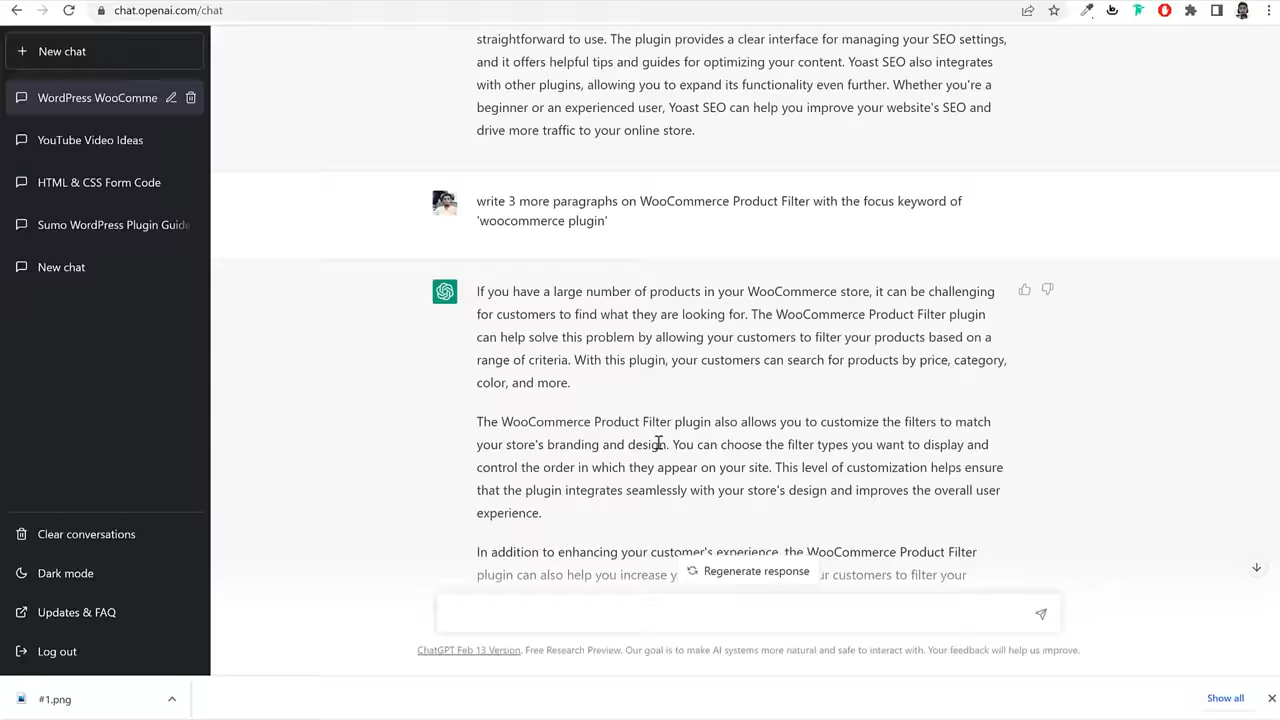 chat.openai.com/chat
New chat
WordPress WooComme
YouTube Video Ideas
HTML & CSS Form Code
Sumo WordPress Plugin Guide
New chat
Clear conversations
Dark mode
Updates & FAQ
Log out
straightforward to use. The plugin provides a clear interface for managing your SEO settings,
and it offers helpful tips and guides for optimizing your content. Yoast SEO also integrates
with other plugins, allowing you to expand its functionality even further. Whether you're a
beginner or an experienced user, Yoast SEO can help you improve your website's SEO and
drive more traffic to your online store.
write 3 more paragraphs on WooCommerce Product Filter with the focus keyword of
'woocommerce plugin'
If you have a large number of products in your WooCommerce store, it can be challenging
for customers to find what they are looking for. The WooCommerce Product Filter plugin
can help solve this problem by allowing your customers to filter your products based on a
range of criteria. With this plugin, your customers can search for products by price, category,
color, and more.
The WooCommerce Product Filter plugin also allows you to customize the filters to match
your store's branding and design. You can choose the filter types you want to display and
control the order in which they appear on your site. This level of customization helps ensure
that the plugin integrates seamlessly with your store's design and improves the overall user
experience.
In addition to enhancing your customer's experience, the WooCommerce Product Filter
plugin can also help you increase ur customers to filter your
Regenerate response
ChatGPT Feb 13 Version. Free Research Preview. Our goal is to make AI systems more natural and safe to interact with. Your feedback will help us improve.
#1.png
Show all